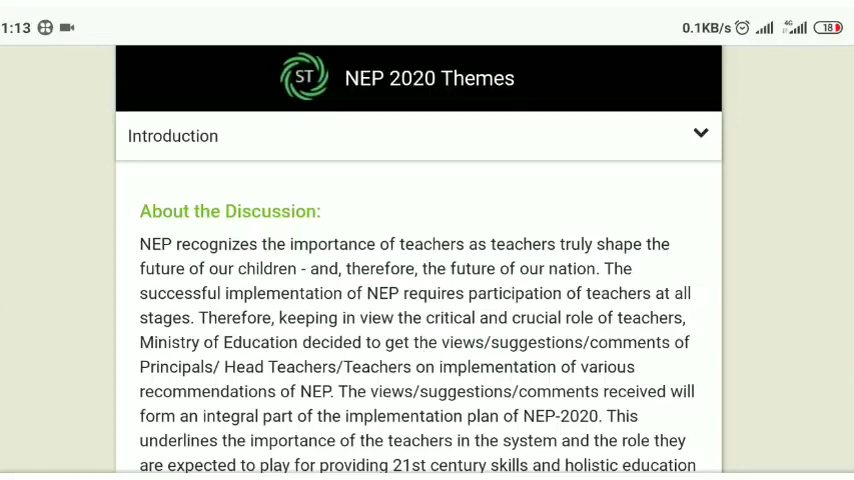 1:13
0.1KB/s 4G 18
ST NEP 2020 Themes
Introduction
About the Discussion:
NEP recognizes the importance of teachers as teachers truly shape the
future of our children - and, therefore, the future of our nation. The
successful implementation of NEP requires participation of teachers at all
stages. Therefore, keeping in view the critical and crucial role of teachers,
Ministry of Education decided to get the views/suggestions/comments of
Principals/ Head Teachers/Teachers on implementation of various
recommendations of NEP. The views/suggestions/comments received will
form an integral part of the implementation plan of NEP-2020. This
underlines the importance of the teachers in the system and the role they
are expected to play for providing 21st century skills and holistic education